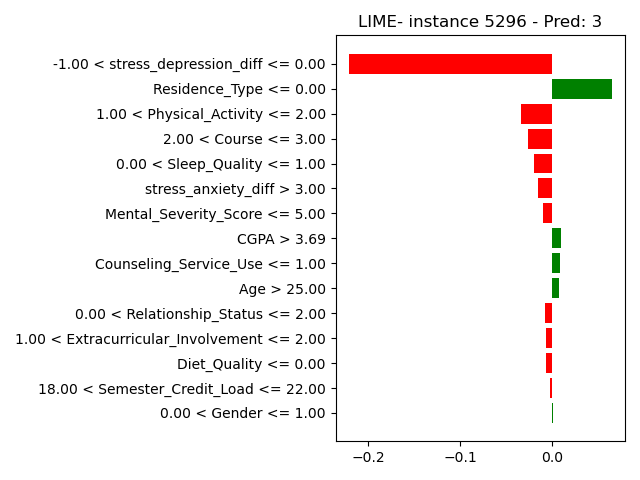 LIME- instance 5296 - Pred: 3
-1.00 < stress_depression_diff <= 0.00
Residence_Type <= 0.00
1.00 < Physical_Activity <= 2.00
2.00 < Course <= 3.00
0.00 < Sleep_Quality <= 1.00
stress_anxiety_diff > 3.00
Mental_Severity_Score <= 5.00
CGPA > 3.69
Counseling_Service_Use <= 1.00
Age > 25.00
0.00 < Relationship_Status <= 2.00
1.00 < Extracurricular_Involvement <= 2.00
Diet_Quality <= 0.00
18.00 < Semester_Credit_Load <= 22.00
0.00 < Gender <= 1.00
−0.2 −0.1 0.0